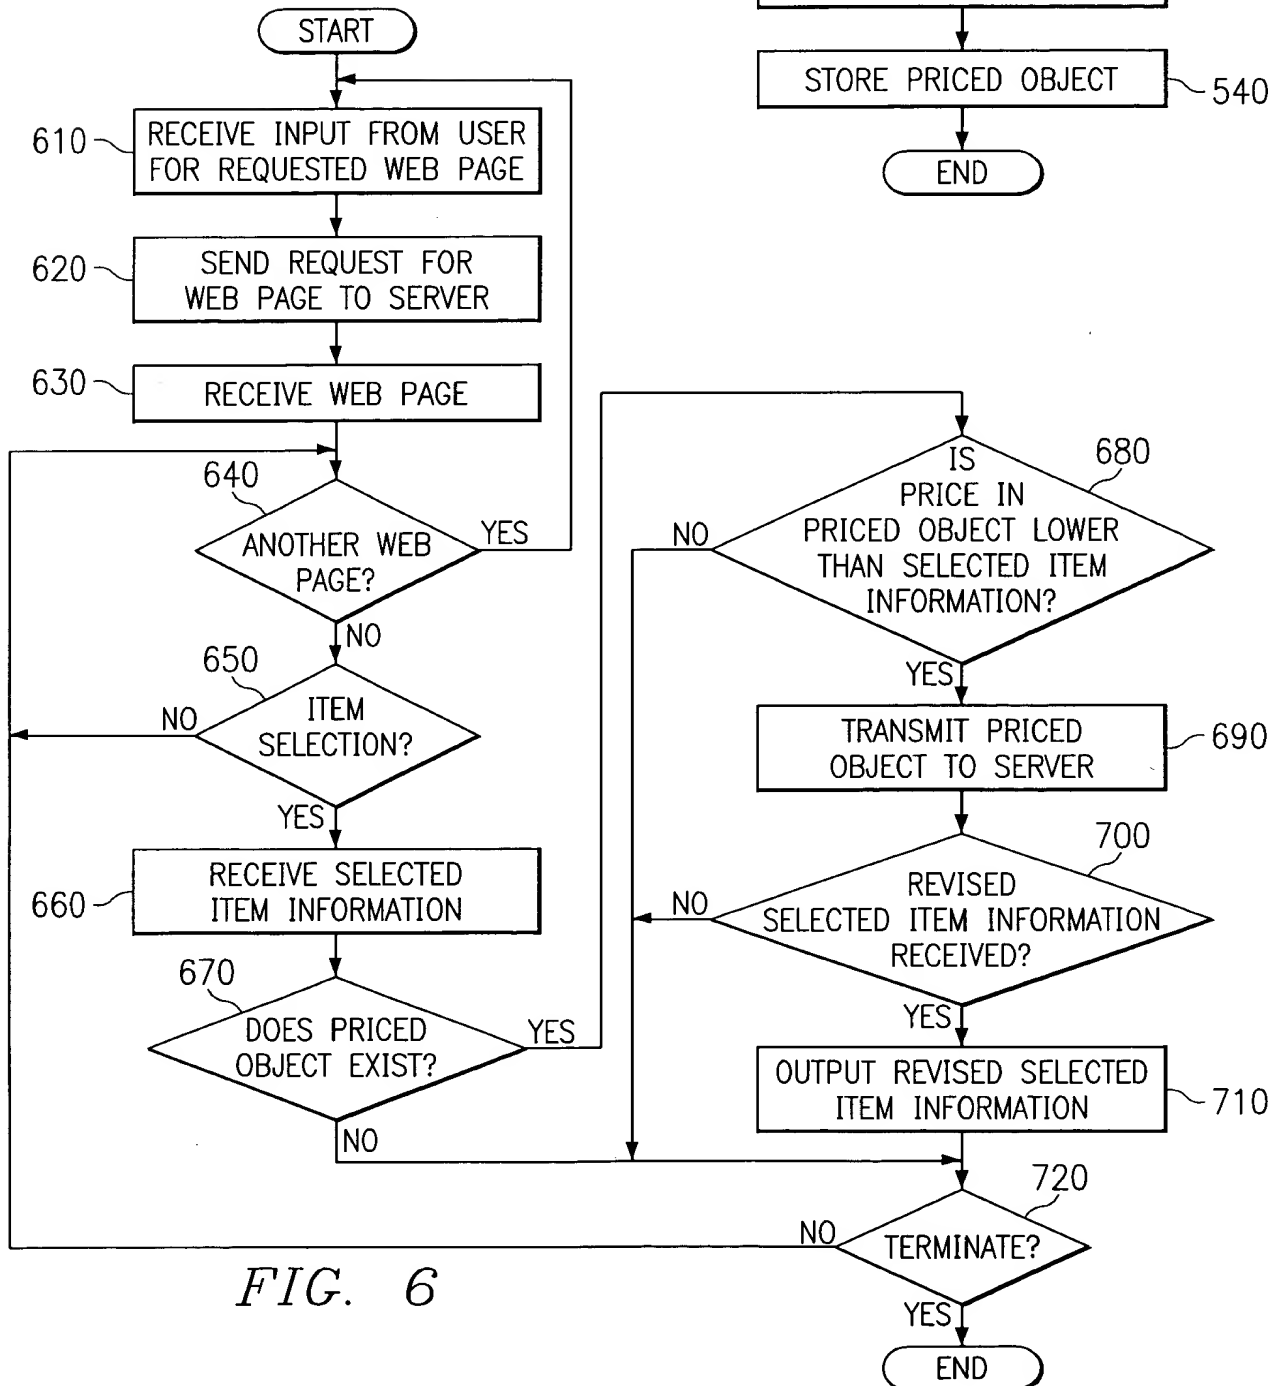 START
610
RECEIVE INPUT FROM USER
FOR REQUESTED WEB PAGE
620
SEND REQUEST FOR
WEB PAGE TO SERVER
630
RECEIVE WEB PAGE
640
ANOTHER WEB
PAGE?
YES
NO
650
ITEM
SELECTION?
NO
YES
660
RECEIVE SELECTED
ITEM INFORMATION
670
DOES PRICED
OBJECT EXIST?
YES
NO
STORE PRICED OBJECT
540
END
680
IS
PRICE IN
PRICED OBJECT LOWER
THAN SELECTED ITEM
INFORMATION?
NO
YES
TRANSMIT PRICED
OBJECT TO SERVER
690
700
REVISED
SELECTED ITEM INFORMATION
RECEIVED?
NO
YES
OUTPUT REVISED SELECTED
ITEM INFORMATION
710
720
TERMINATE?
NO
YES
END
FIG. 6